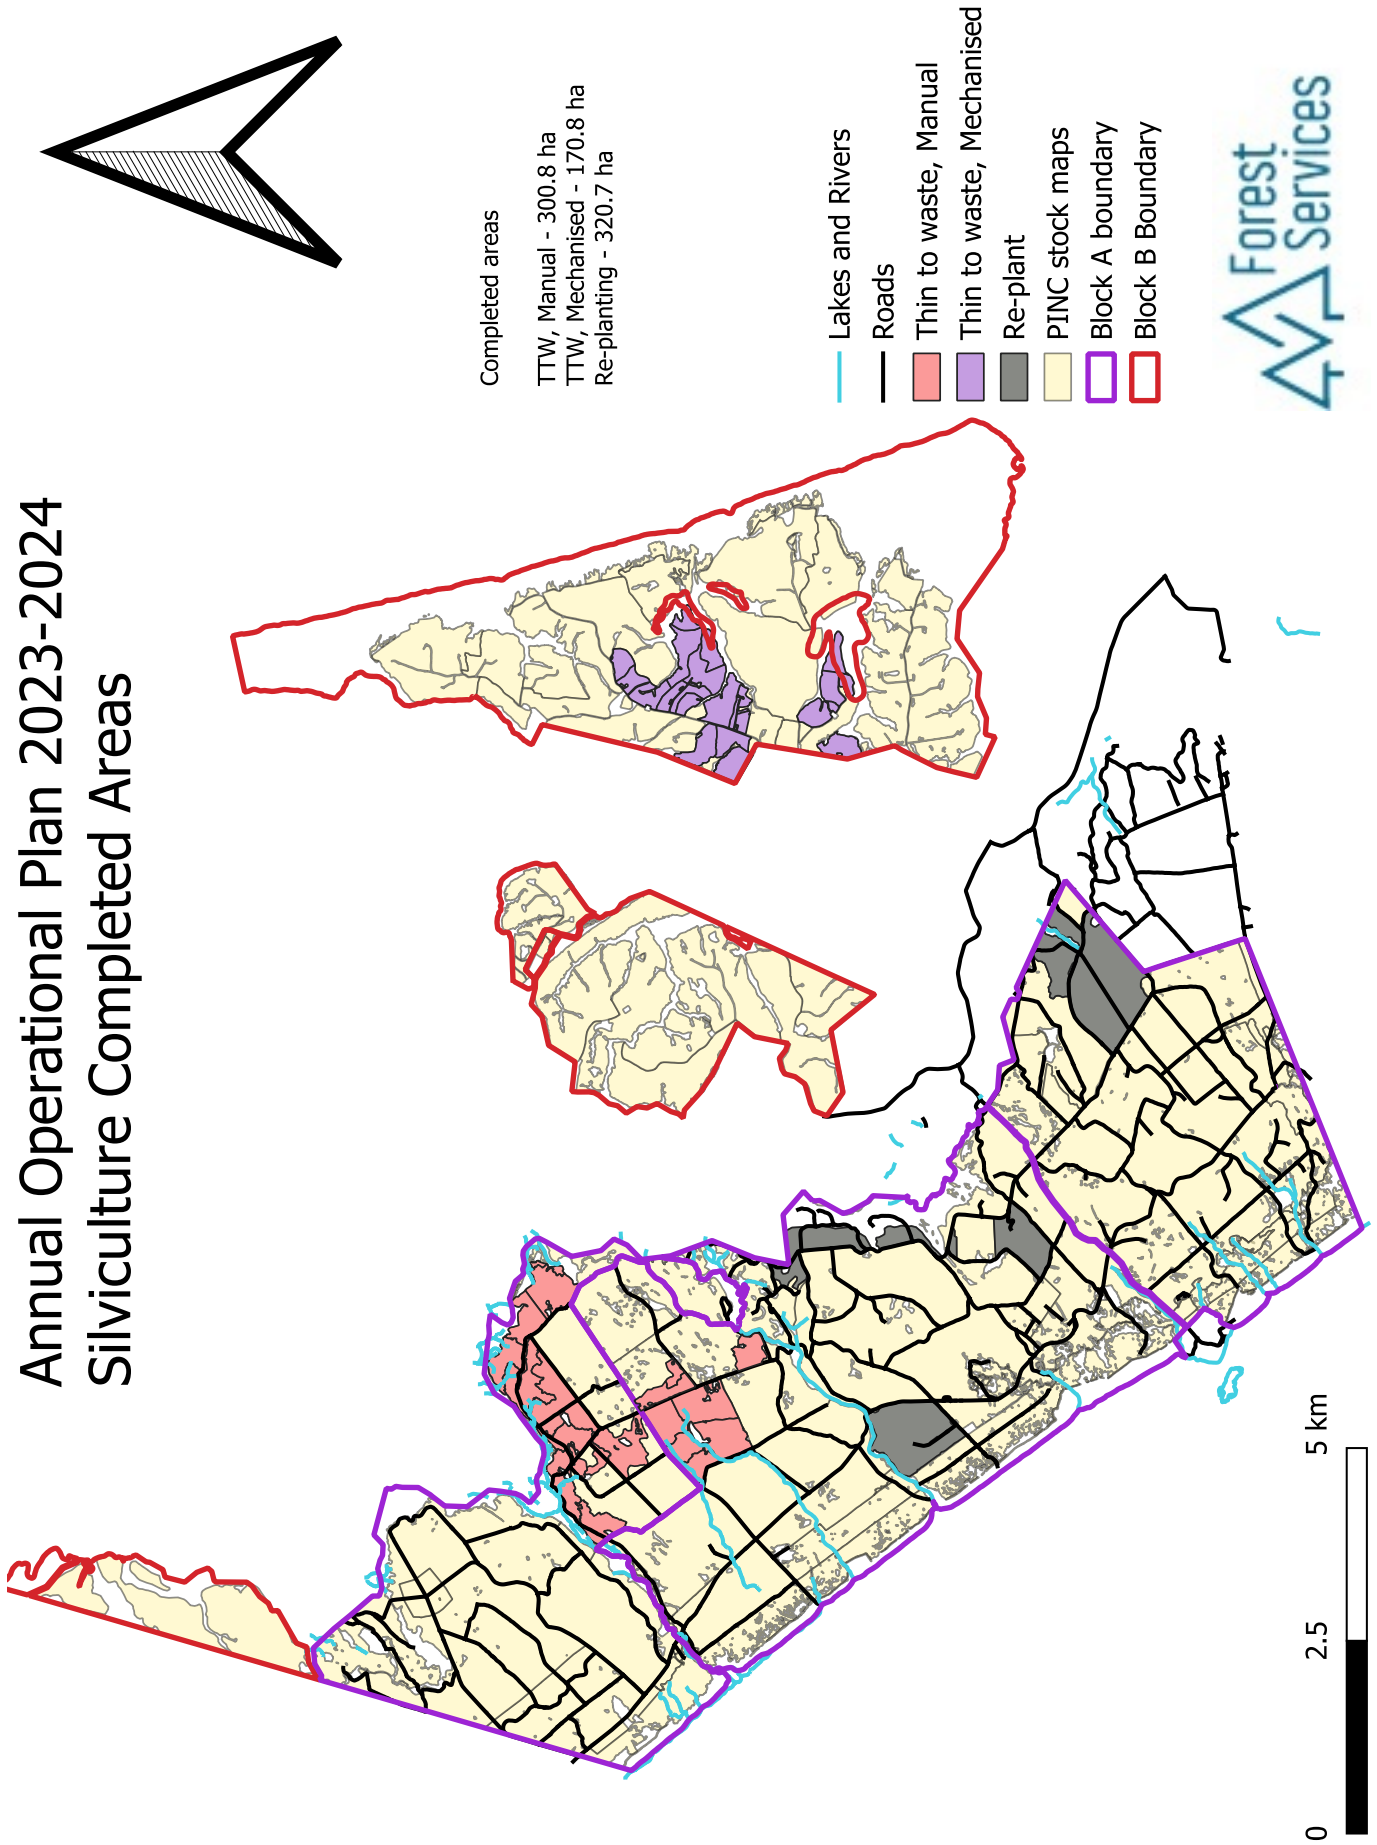 Annual Operational Plan 2023-2024
Silviculture Completed Areas
Completed areas
TTW, Manual - 300.8 ha
TTW, Mechanised - 170.8 ha
Re-planting - 320.7 ha
Lakes and Rivers
Roads
Thin to waste, Manual
Thin to waste, Mechanised
Re-plant
PINC stock maps
Block A boundary
Block B Boundary
Forest
Services
0 2.5 5 km